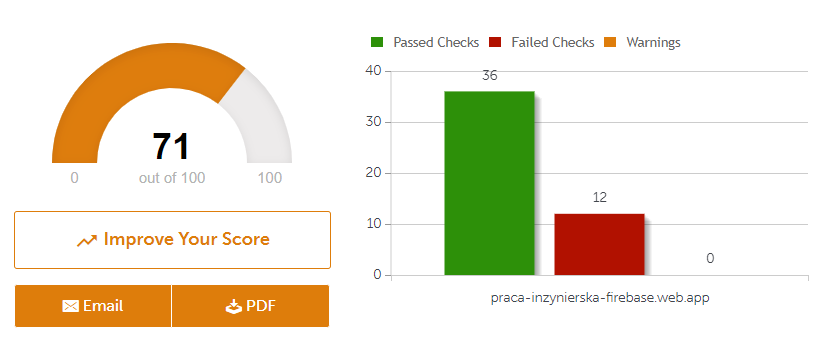 71
0
out of 100
100
Improve Your Score
Email
PDF
Passed Checks
Failed Checks
Warnings
40
30
20
10
0
36
12
0
praca-inzynierska-firebase.web.app